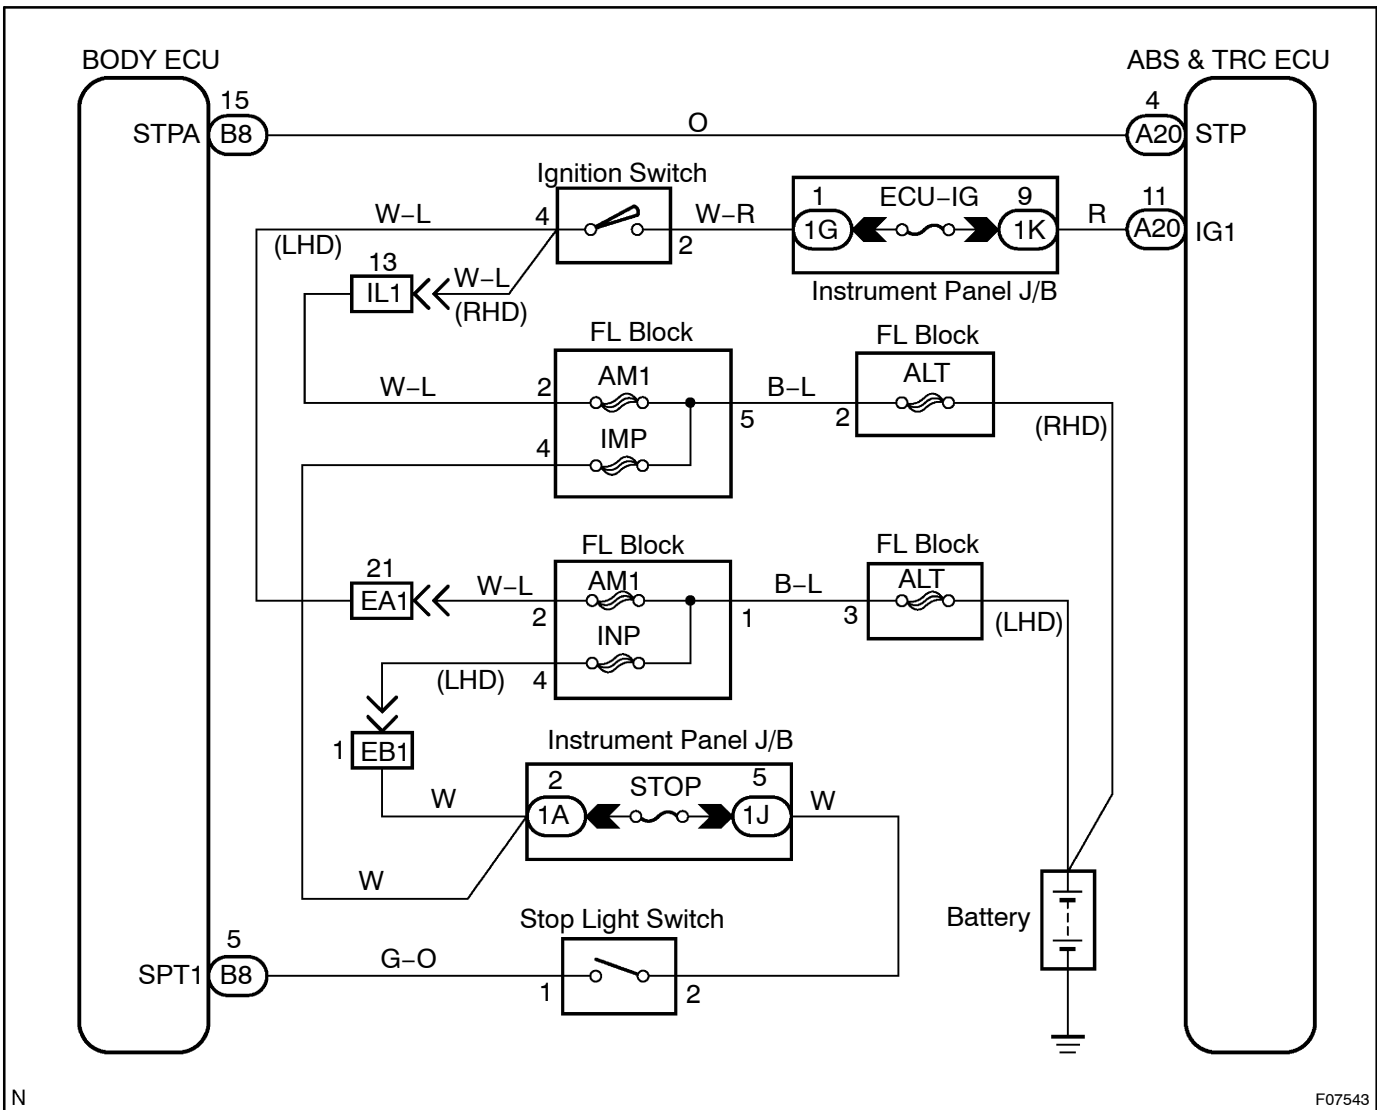 BODY ECU
ABS & TRC ECU
15
4
STPA
B8
O
A20
STP
Ignition Switch
W–L
4
W–R
2
1
ECU–IG
9
1G
1K
R
11
A20
IG1
(LHD)
Instrument Panel J/B
13
IL1
W–L
(RHD)
FL Block
FL Block
W–L
2
AM1
B–L
5
2
ALT
(RHD)
4
IMP
FL Block
FL Block
21
EA1
W–L
2
AM1
B–L
1
3
ALT
(LHD)
INP
(LHD)
4
1
EB1
Instrument Panel J/B
W
2
STOP
5
1A
1J
W
W
Stop Light Switch
Battery
5
SPT1
B8
G–O
1
2
N
F07543